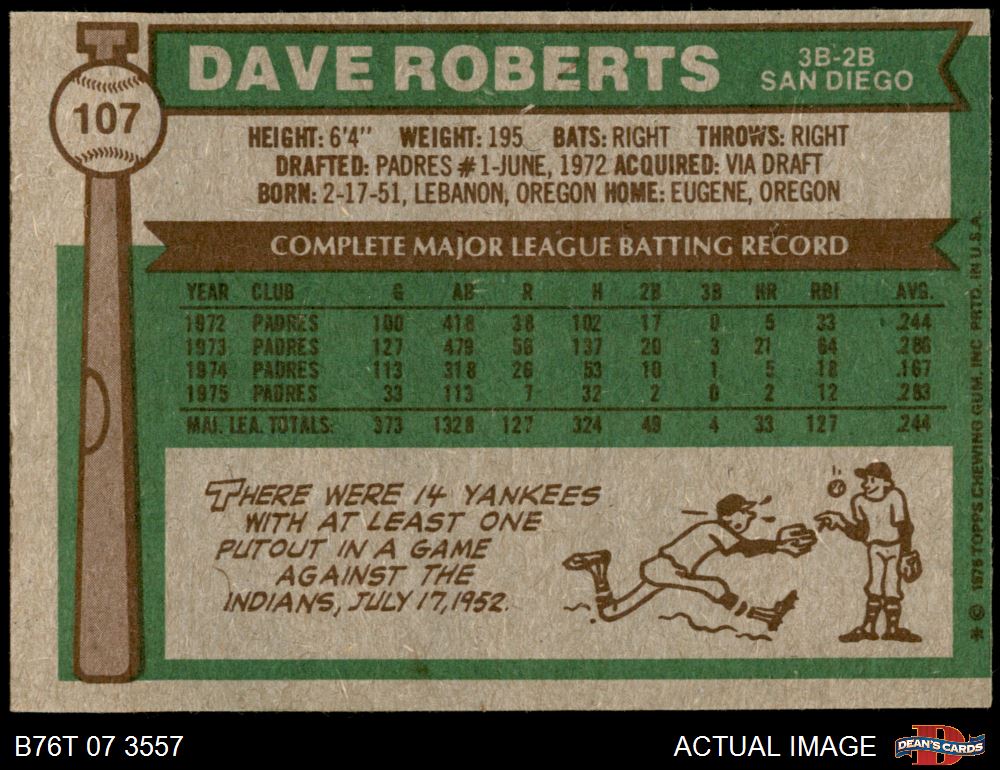 107
DAVE ROBERTS
3B-2B
SAN DIEGO
HEIGHT: 6'4" WEIGHT: 195 BATS: RIGHT THROWS: RIGHT
DRAFTED: PADRES #1-JUNE, 1972 ACQUIRED: VIA DRAFT
BORN: 2-17-51, LEBANON, OREGON HOME: EUGENE, OREGON
COMPLETE MAJOR LEAGUE BATTING RECORD
YEAR CLUB G AB R H 2B 3B HR RBI AVG.
1972 PADRES 100 418 38 102 17 0 5 33 .244
1973 PADRES 127 479 56 137 20 3 21 64 .286
1974 PADRES 113 318 26 53 10 1 5 18 .167
1975 PADRES 33 113 7 32 2 0 2 12 .283
MAJ. LEA. TOTALS: 373 1328 127 324 49 4 33 127 .244
THERE WERE 14 YANKEES
WITH AT LEAST ONE
PUTOUT IN A GAME
AGAINST THE
INDIANS, JULY 17, 1952.
* © 1976 TOPPS CHEWING GUM, INC. PRTD. IN U.S.A.
B76T 07 3557
ACTUAL IMAGE
D
DEAN'S CARDS